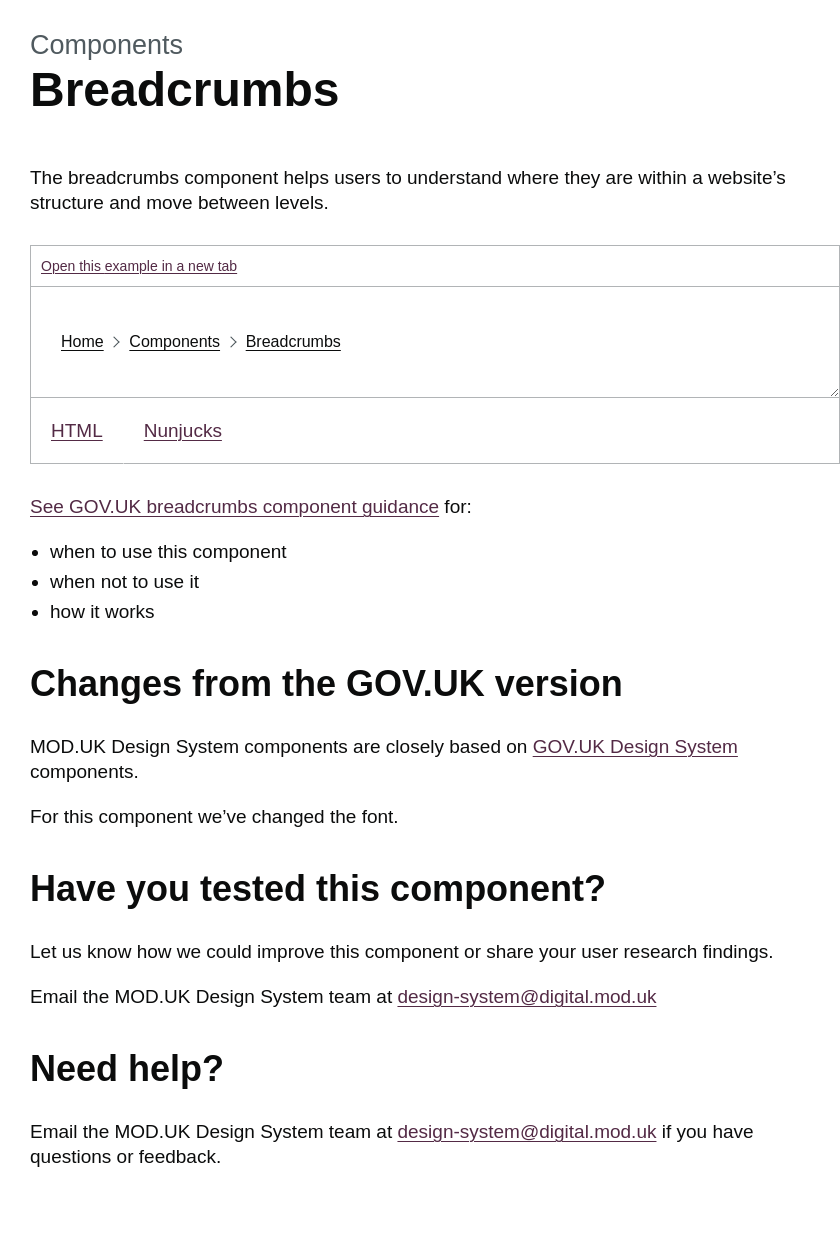 Components
Breadcrumbs
The breadcrumbs component helps users to understand where they are within a website’s
structure and move between levels.
Open this example in a new tab
Home Components Breadcrumbs
HTML Nunjucks
See GOV.UK breadcrumbs component guidance for:
• when to use this component
• when not to use it
• how it works
Changes from the GOV.UK version
MOD.UK Design System components are closely based on GOV.UK Design System
components.
For this component we’ve changed the font.
Have you tested this component?
Let us know how we could improve this component or share your user research findings.
Email the MOD.UK Design System team at design-system@digital.mod.uk
Need help?
Email the MOD.UK Design System team at design-system@digital.mod.uk if you have
questions or feedback.